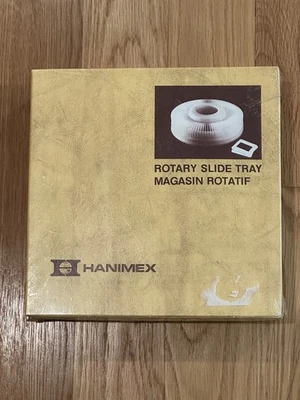 ROTARY SLIDE TRAY
MAGASIN ROTATIF
HANIMEX